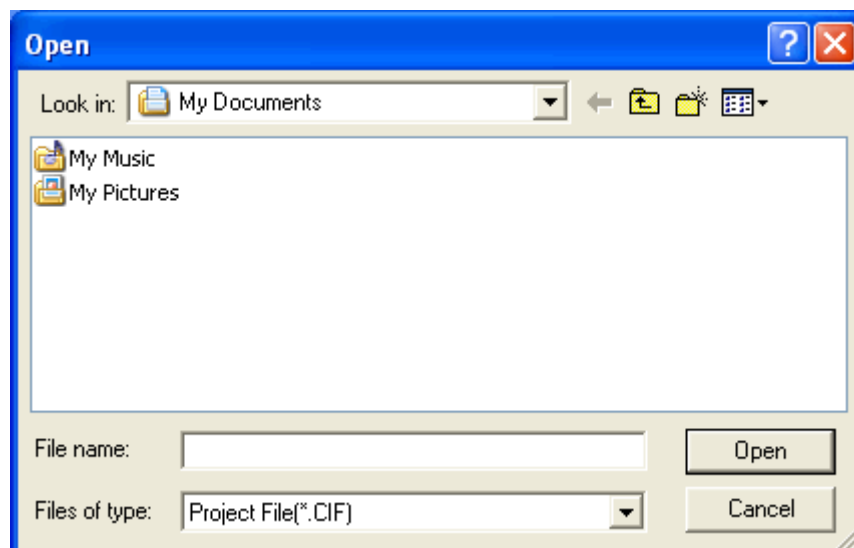 Open
Look in: My Documents
My Music
My Pictures
File name: Open
Files of type: Project File(*.CIF) Cancel